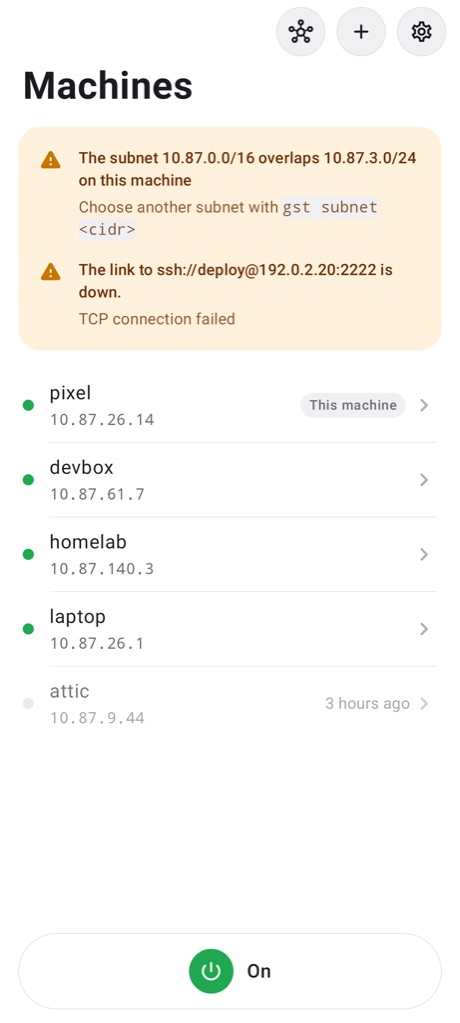 Machines
The subnet 10.87.0.0/16 overlaps 10.87.3.0/24
on this machine
Choose another subnet with gst subnet
<cidr>
The link to ssh://deploy@192.0.2.20:2222 is
down.
TCP connection failed
pixel
10.87.26.14
This machine
devbox
10.87.61.7
homelab
10.87.140.3
laptop
10.87.26.1
attic
10.87.9.44
3 hours ago
On